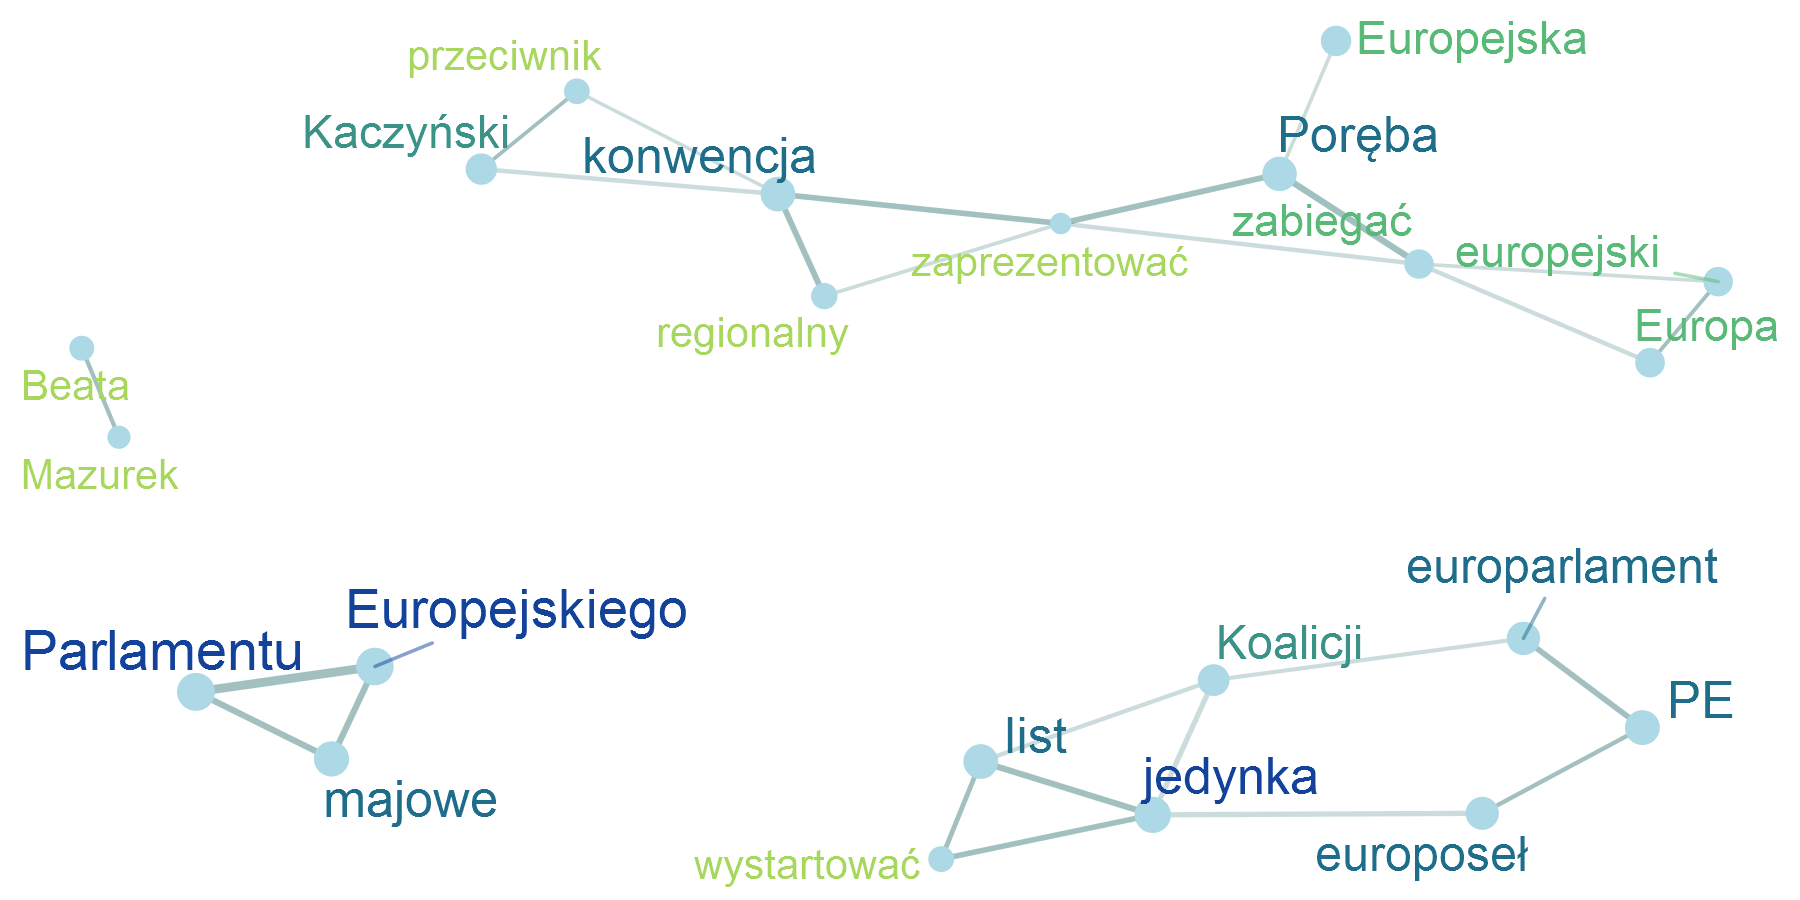 Europejska
przeciwnik
Kaczyński
konwencja
Poręba
zabiegać
europejski
zaprezentować
regionalny
Europa
Beata
Mazurek
europarlament
Europejskiego
Parlamentu
Koalicji
PE
list
jedynka
majowe
europoseł
wystartować